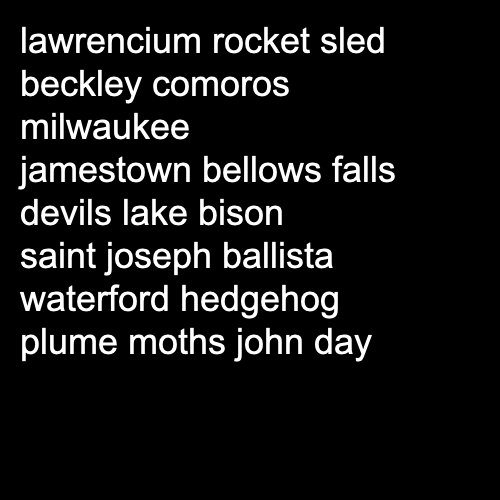 lawrencium rocket sled
beckley comoros
milwaukee
jamestown bellows falls
devils lake bison
saint joseph ballista
waterford hedgehog
plume moths john day